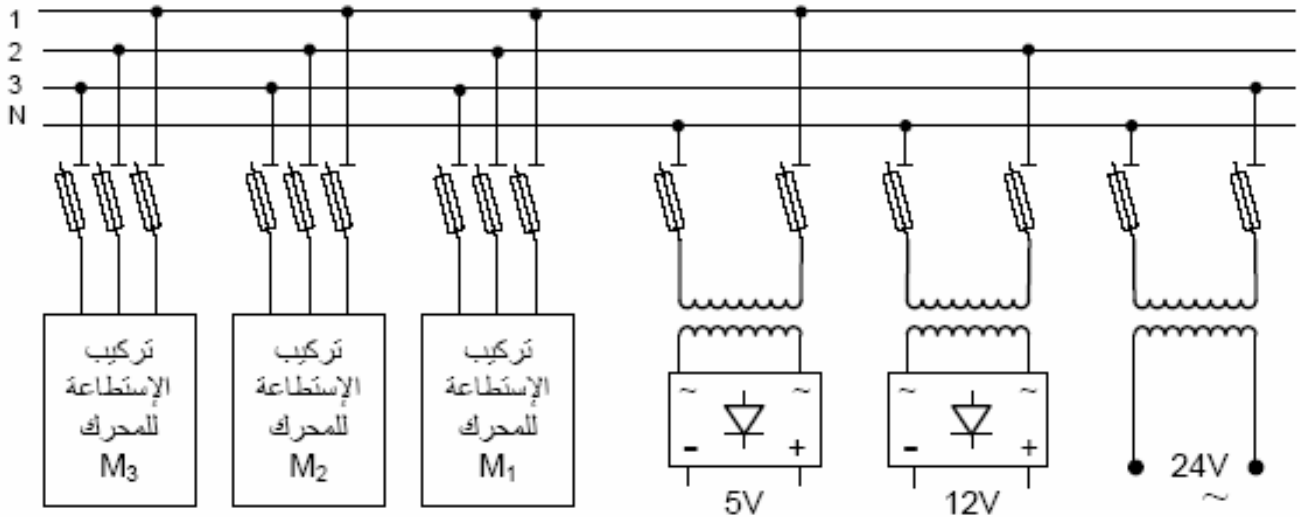 1
2
3
N
تركيب
الإستطاعة
للمحرك
M₃
تركيب
الإستطاعة
للمحرك
M₂
تركيب
الإستطاعة
للمحرك
M₁
~ ~
- +
5V
~ ~
- +
12V
24V
~